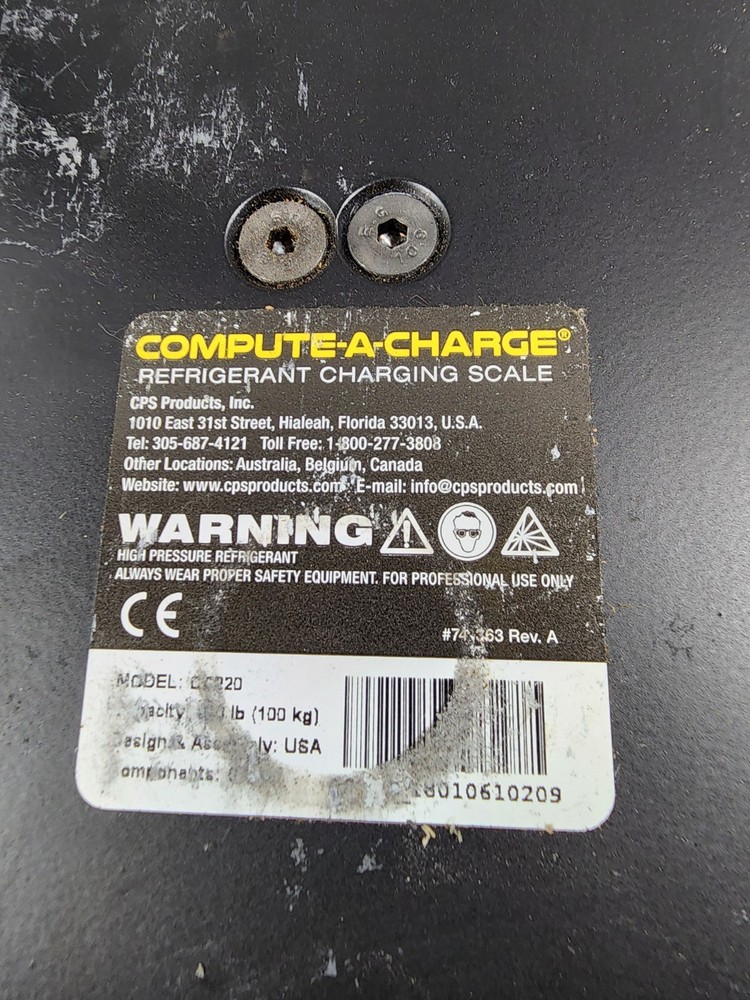 COMPUTE-A-CHARGE®
REFRIGERANT CHARGING SCALE
CPS Products, Inc.
1010 East 31st Street, Hialeah, Florida 33013, U.S.A.
Tel: 305-687-4121 Toll Free: 1-800-277-3808
Other Locations: Australia, Belgium, Canada
Website: www.cpsproducts.com E-mail: info@cpsproducts.com
WARNING
HIGH PRESSURE REFRIGERANT
ALWAYS WEAR PROPER SAFETY EQUIPMENT. FOR PROFESSIONAL USE ONLY
CE
Rev. A
MODEL:
lb (100 kg)
Design & USA